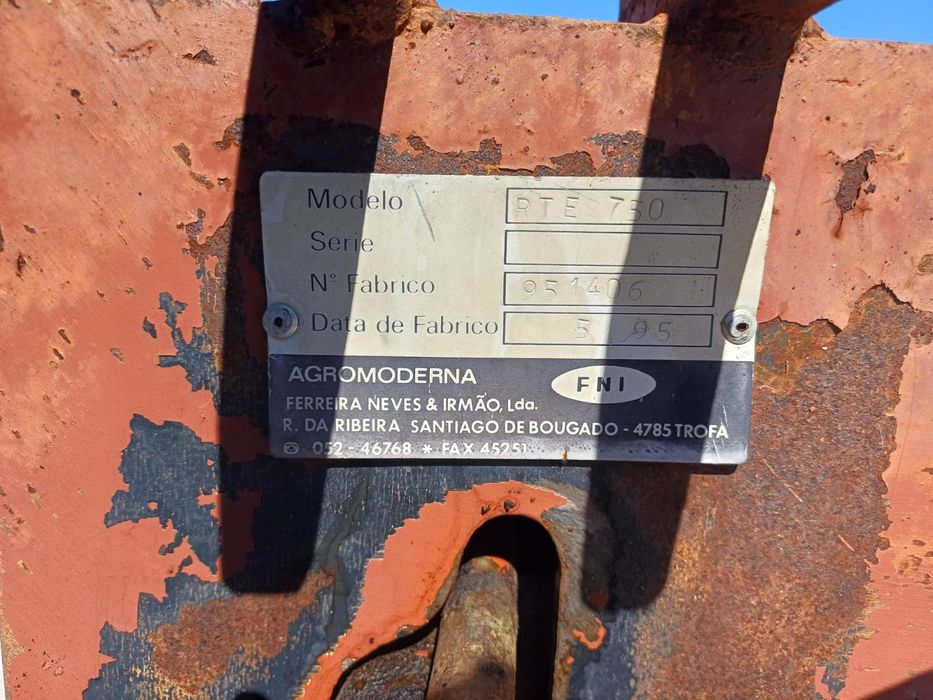 Modelo RTE 750
Serie
Nº Fabrico 951406
Data de Fabrico 5 95
AGROMODERNA FNI
FERREIRA NEVES & IRMÃO, Lda.
R. DA RIBEIRA SANTIAGO DE BOUGADO - 4785 TROFA
☎ 052 - 46768 * FAX 45251